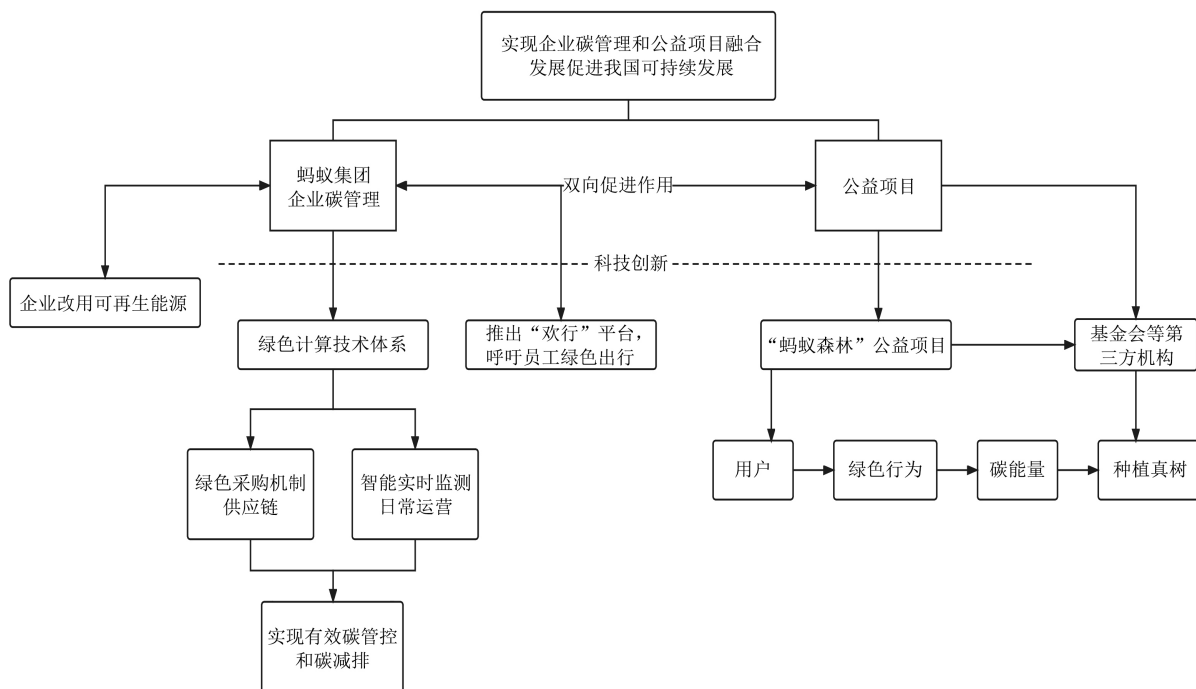 实现企业碳管理和公益项目融合
发展促进我国可持续发展
蚂蚁集团
企业碳管理
双向促进作用
公益项目
科技创新
企业改用可再生能源
绿色计算技术体系
推出“欢行”平台，
呼吁员工绿色出行
“蚂蚁森林”公益项目
基金会等第
三方机构
绿色采购机制
供应链
智能实时监测
日常运营
用户
绿色行为
碳能量
种植真树
实现有效碳管控
和碳减排